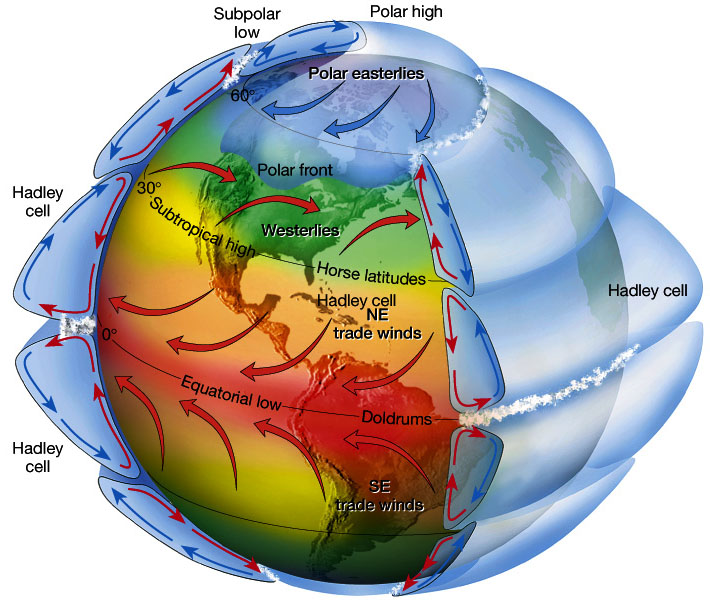 Polar high
Subpolar
low
Polar easterlies
60°
Polar front
30°
Hadley
cell
Subtropical high
Westerlies
Horse latitudes
Hadley cell
Hadley cell
NE
trade winds
0°
Equatorial low
Doldrums
Hadley
cell
SE
trade winds